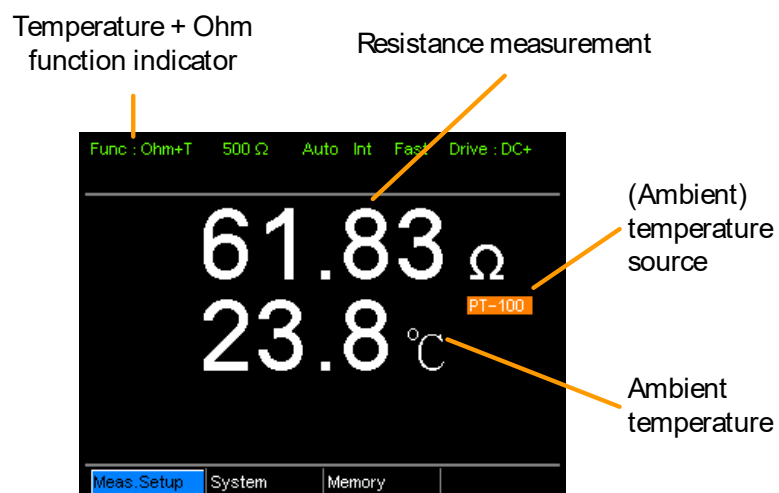 Temperature + Ohm
function indicator
Resistance measurement
Func : Ohm+T 500 Ω Auto Int Fast Drive : DC+
61.83 Ω
(Ambient)
temperature
source
PT-100
23.8 ℃
Ambient
temperature
Meas.Setup System Memory